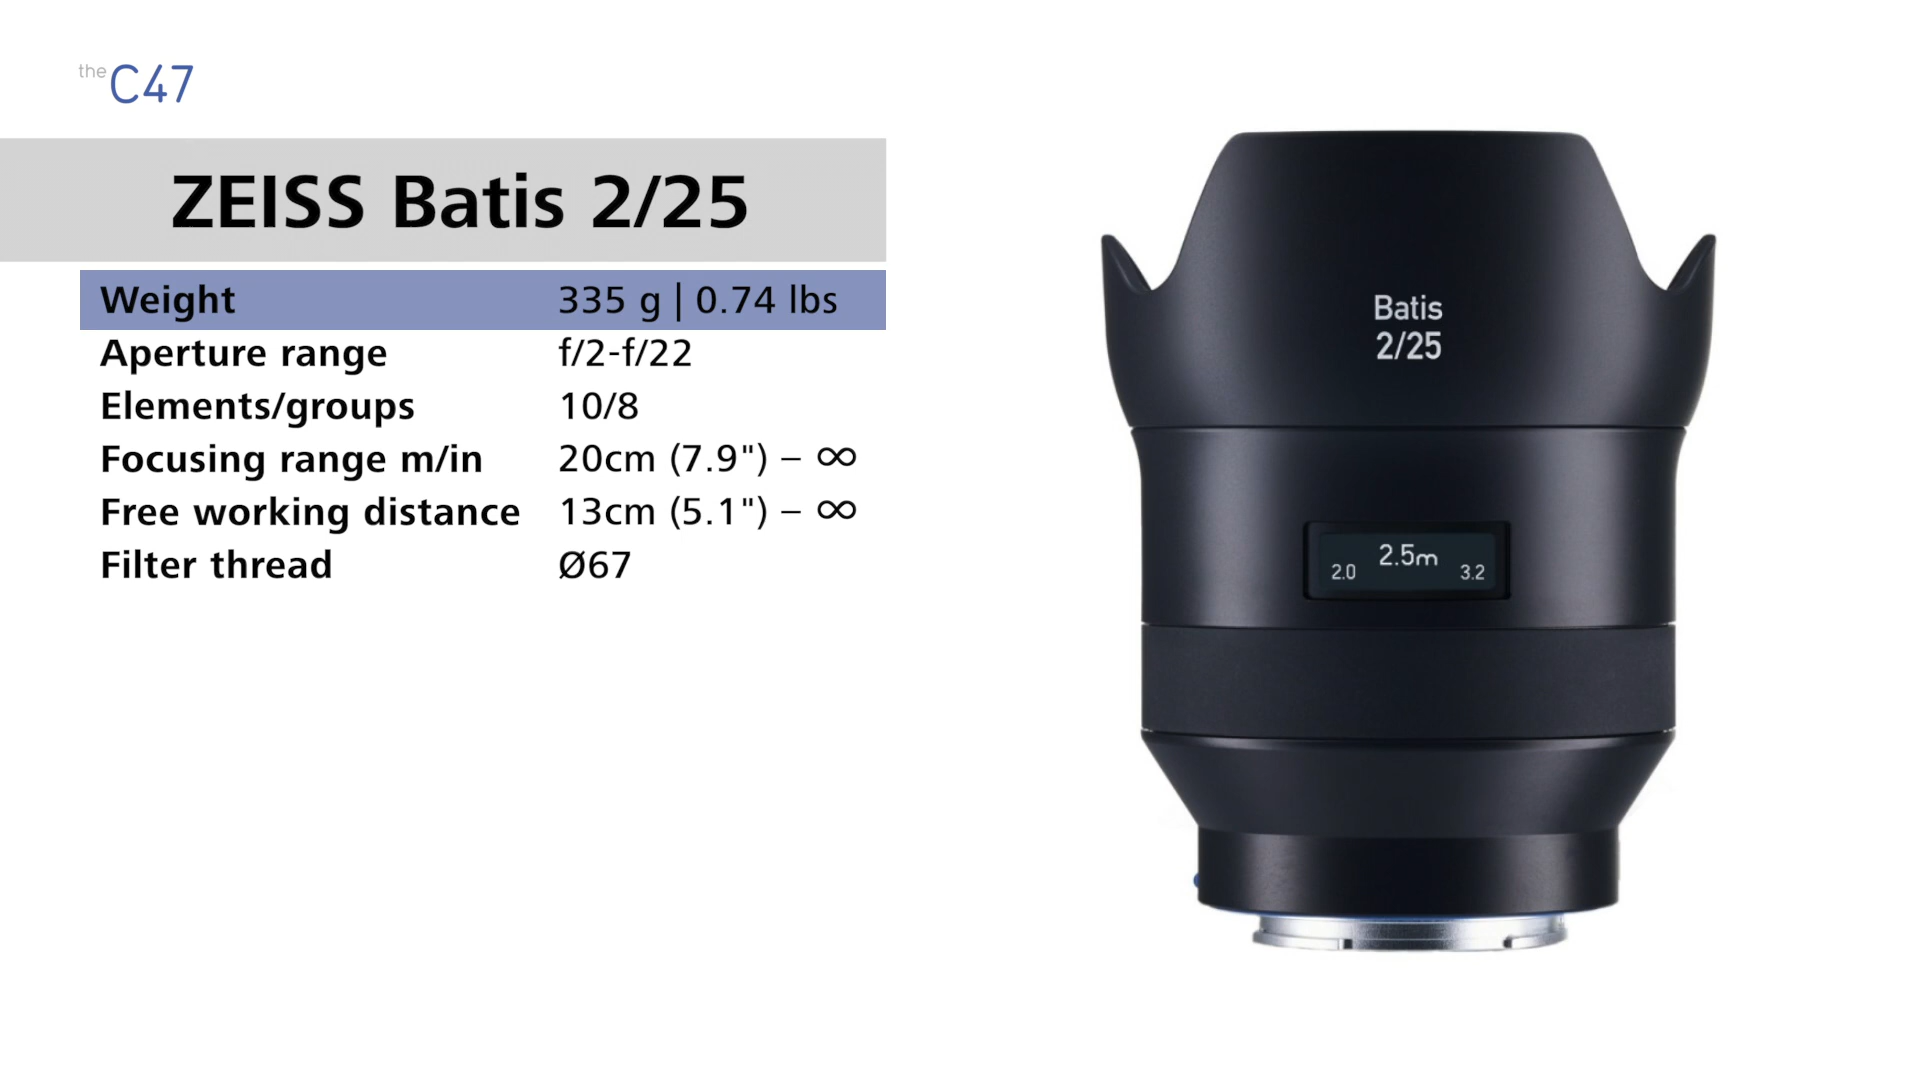 the C47
ZEISS Batis 2/25
Weight 335 g | 0.74 lbs
Aperture range f/2-f/22
Elements/groups 10/8
Focusing range m/in 20cm (7.9") – ∞
Free working distance 13cm (5.1") – ∞
Filter thread Ø67
Batis
2/25
2.0 2.5m 3.2